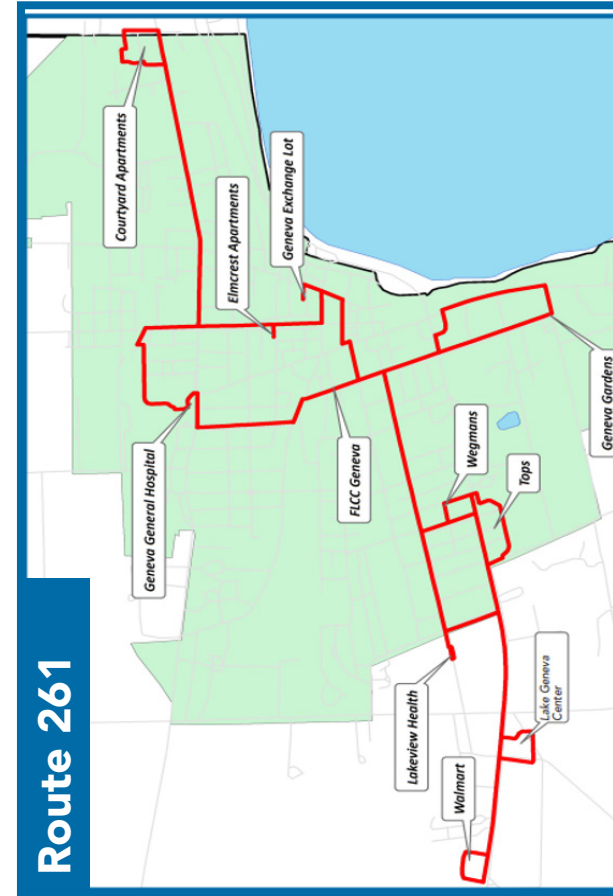 Route 261
Courtyard Apartments
Geneva Exchange Lot
Elmcrest Apartments
Geneva General Hospital
FLCC Geneva
Geneva Gardens
Wegmans
Tops
Lakeview Health
Lake Geneva
Center
Walmart